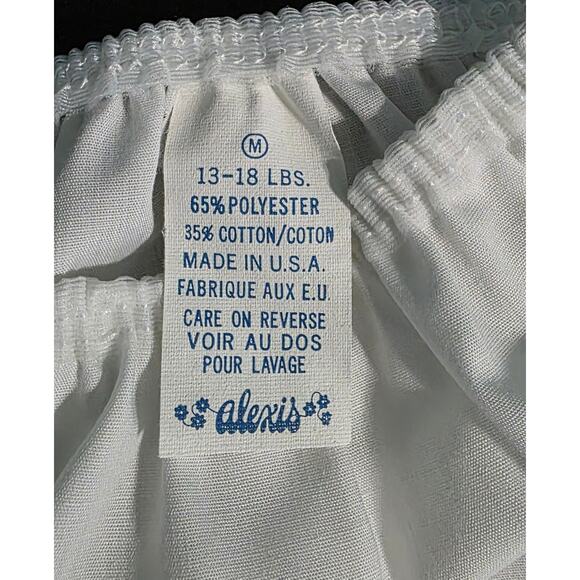 M
13-18 LBS.
65% POLYESTER
35% COTTON/COTON
MADE IN U.S.A.
FABRIQUE AUX E.U.
CARE ON REVERSE
VOIR AU DOS
POUR LAVAGE
alexis